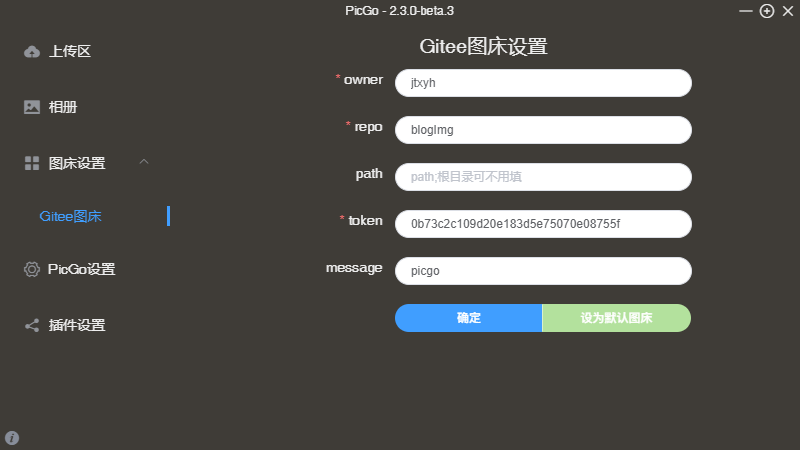 PicGo - 2.3.0-beta.3
上传区
相册
图床设置
Gitee图床
PicGo设置
插件设置
Gitee图床设置
* owner
jtxyh
* repo
blogImg
path
path;根目录可不用填
* token
0b73c2c109d20e183d5e75070e08755f
message
picgo
确定
设为默认图床